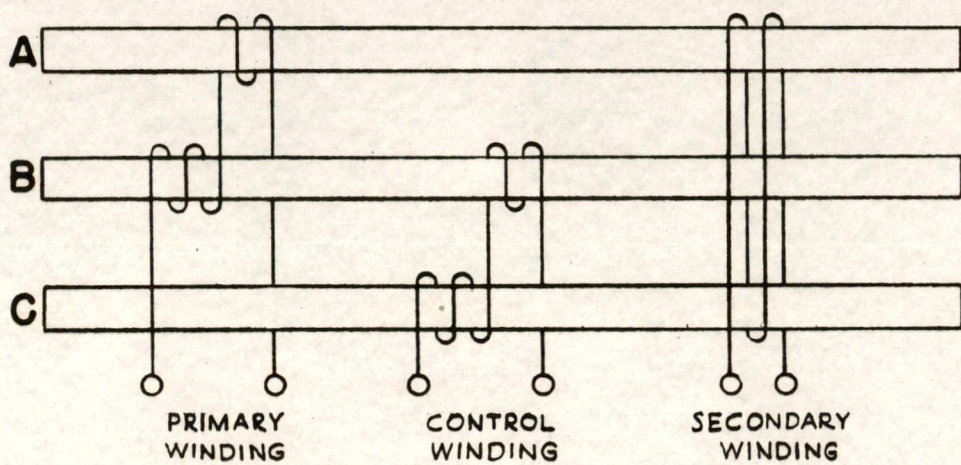 A
B
C
PRIMARY WINDING
CONTROL WINDING
SECONDARY WINDING